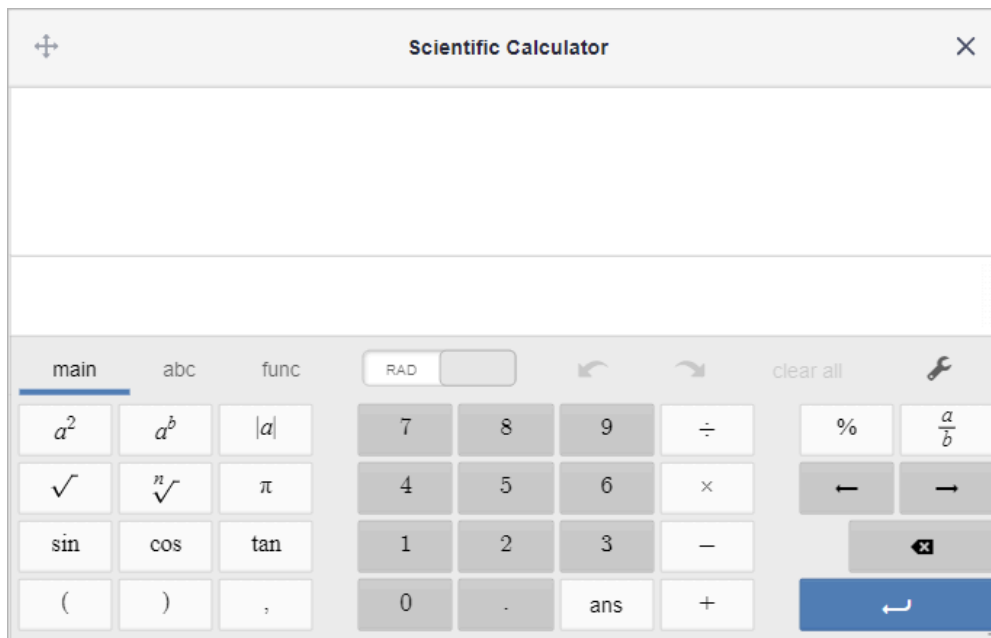 Scientific Calculator
main abc func RAD clear all
a² aᵇ |a| 7 8 9 ÷ % a/b
√ ⁿ√ π 4 5 6 × ← →
sin cos tan 1 2 3 −
( ) , 0 . ans +